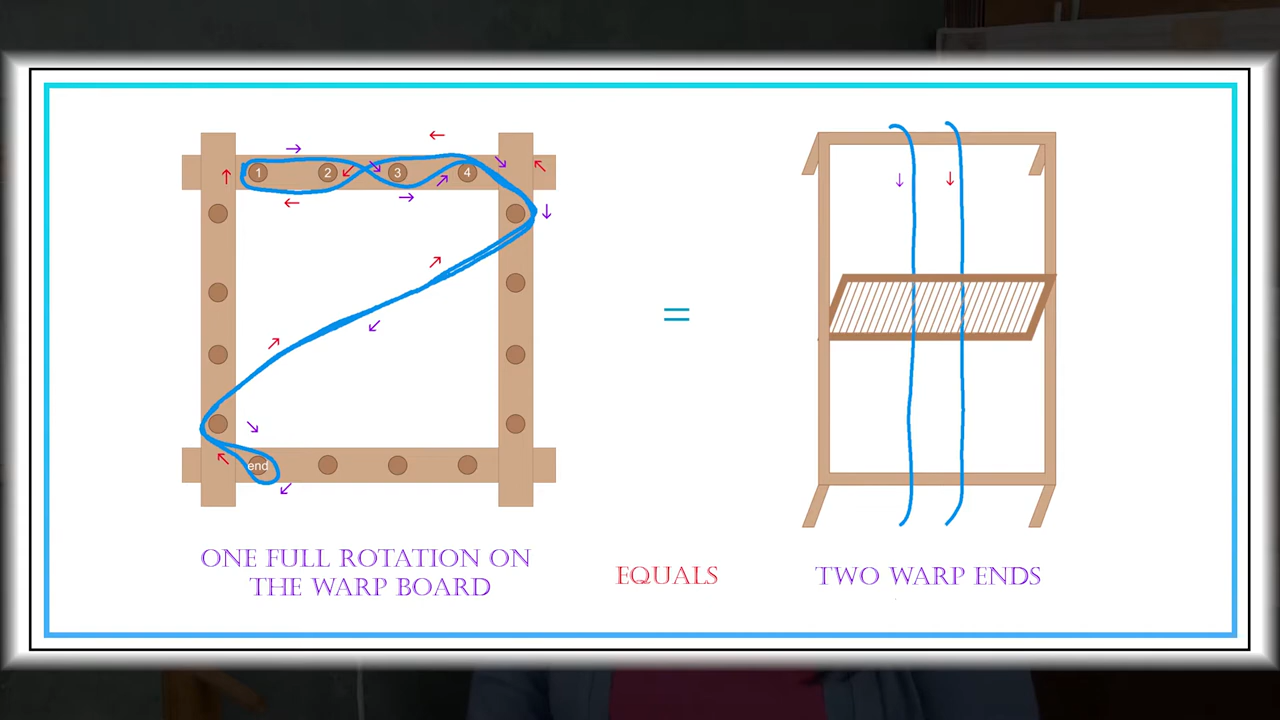 1 2 3 4
end
=
ONE FULL ROTATION ON
THE WARP BOARD
EQUALS
TWO WARP ENDS